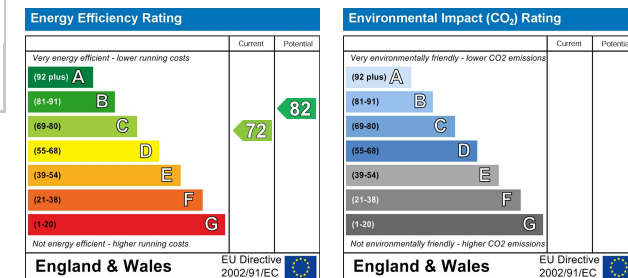 Energy Efficiency Rating
Current Potential
Very energy efficient - lower running costs
(92 plus) A
(81-91) B
(69-80) C
(55-68) D
(39-54) E
(21-38) F
(1-20) G
72
82
Not energy efficient - higher running costs
England & Wales
EU Directive
2002/91/EC
Environmental Impact (CO₂) Rating
Current Potentia
Very environmentally friendly - lower CO2 emissions
(92 plus) A
(81-91) B
(69-80) C
(55-68) D
(39-54) E
(21-38) F
(1-20) G
Not environmentally friendly - higher CO2 emissions
England & Wales
EU Directive
2002/91/EC